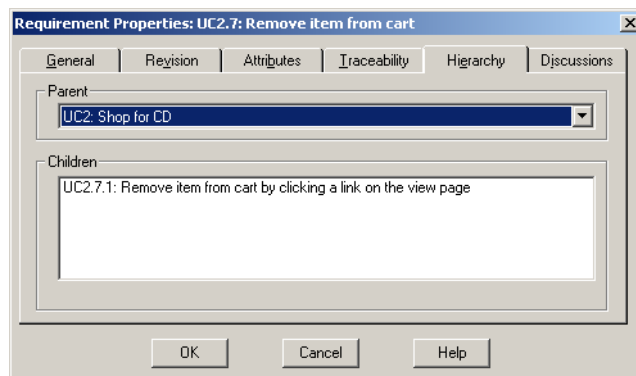 Requirement Properties: UC2.7: Remove item from cart
General Revision Attributes Traceability Hierarchy Discussions
Parent
UC2: Shop for CD
Children
UC2.7.1: Remove item from cart by clicking a link on the view page
OK Cancel Help